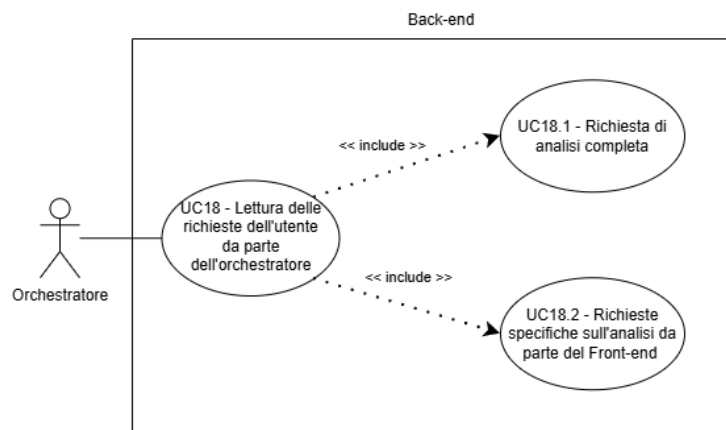 Back-end
UC18.1 - Richiesta di
analisi completa
<< include >>
UC18 - Lettura delle
richieste dell'utente
da parte
dell'orchestratore
Orchestratore
<< include >>
UC18.2 - Richieste
specifiche sull'analisi da
parte del Front-end